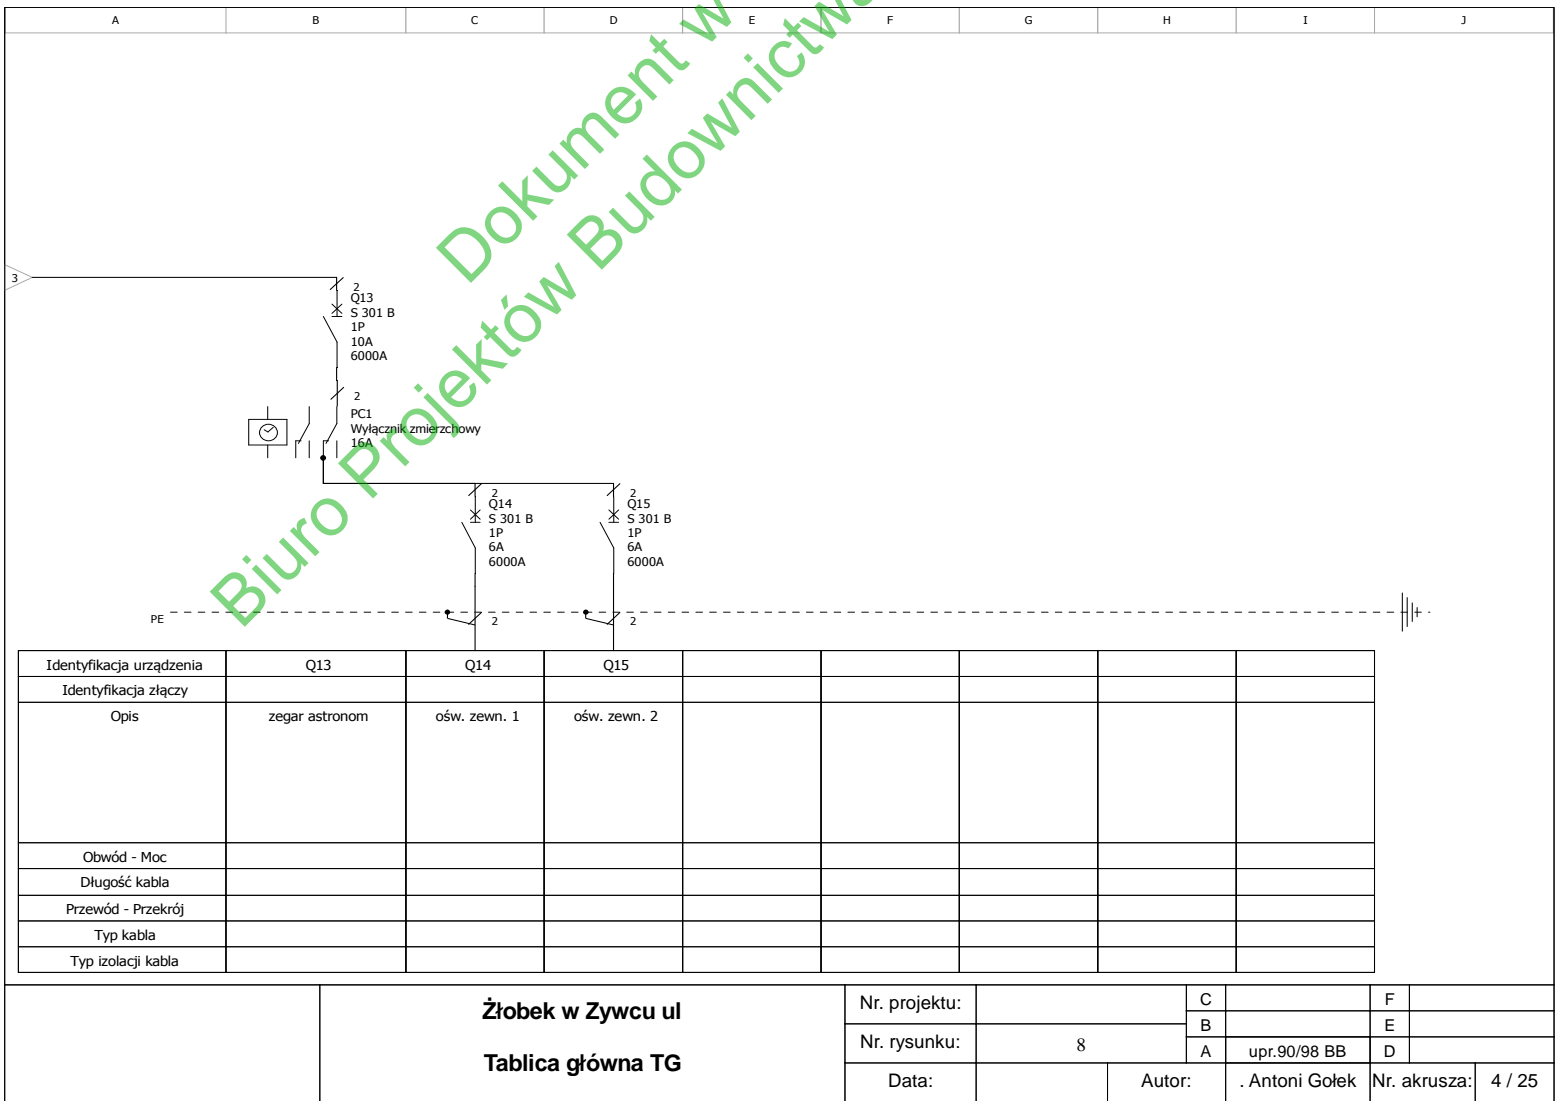 A B C D E F G H I J
Dokument w
Biuro Projektów Budownictwa
3
2
Q13
S 301 B
1P
10A
6000A
2
PC1
Wyłącznik zmierzchowy
16A
2
Q14
S 301 B
1P
6A
6000A
2
Q15
S 301 B
1P
6A
6000A
PE
2
2
Identyfikacja urządzenia Q13 Q14 Q15
Identyfikacja złączy
Opis zegar astronom ośw. zewn. 1 ośw. zewn. 2
Obwód - Moc
Długość kabla
Przewód - Przekrój
Typ kabla
Typ izolacji kabla
Żłobek w Zywcu ul
Tablica główna TG
Nr. projektu: C F
B E
Nr. rysunku: 8 A upr.90/98 BB D
Data: Autor: . Antoni Gołek Nr. akrusza: 4 / 25